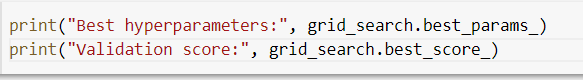 print("Best hyperparameters:", grid_search.best_params_)
print("Validation score:", grid_search.best_score_)